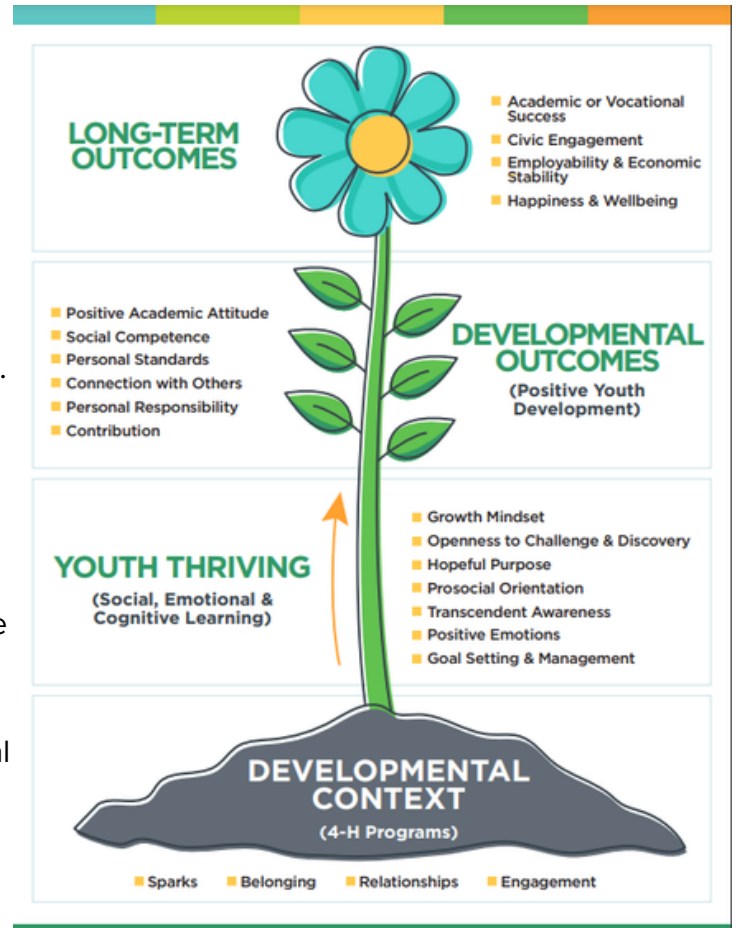 LONG-TERM
OUTCOMES
Academic or Vocational
Success
Civic Engagement
Employability & Economic
Stability
Happiness & Wellbeing
Positive Academic Attitude
Social Competence
Personal Standards
Connection with Others
Personal Responsibility
Contribution
DEVELOPMENTAL
OUTCOMES
(Positive Youth
Development)
YOUTH THRIVING
(Social, Emotional &
Cognitive Learning)
Growth Mindset
Openness to Challenge & Discovery
Hopeful Purpose
Prosocial Orientation
Transcendent Awareness
Positive Emotions
Goal Setting & Management
DEVELOPMENTAL
CONTEXT
(4-H Programs)
Sparks Belonging Relationships Engagement